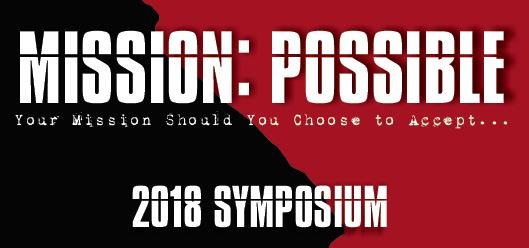 MISSION: POSSIBLE
Your Mission Should You Choose to Accept...
2018 SYMPOSIUM